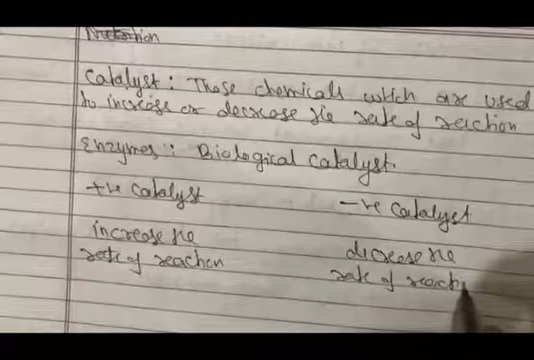 Nutrition
Catalyst : Those chemicals which are used
to increase or decrease the rate of reaction
Enzymes : Biological Catalyst.
+ve Catalyst
-ve Catalyst
increase the
rate of reaction
decrease the
rate of reacti